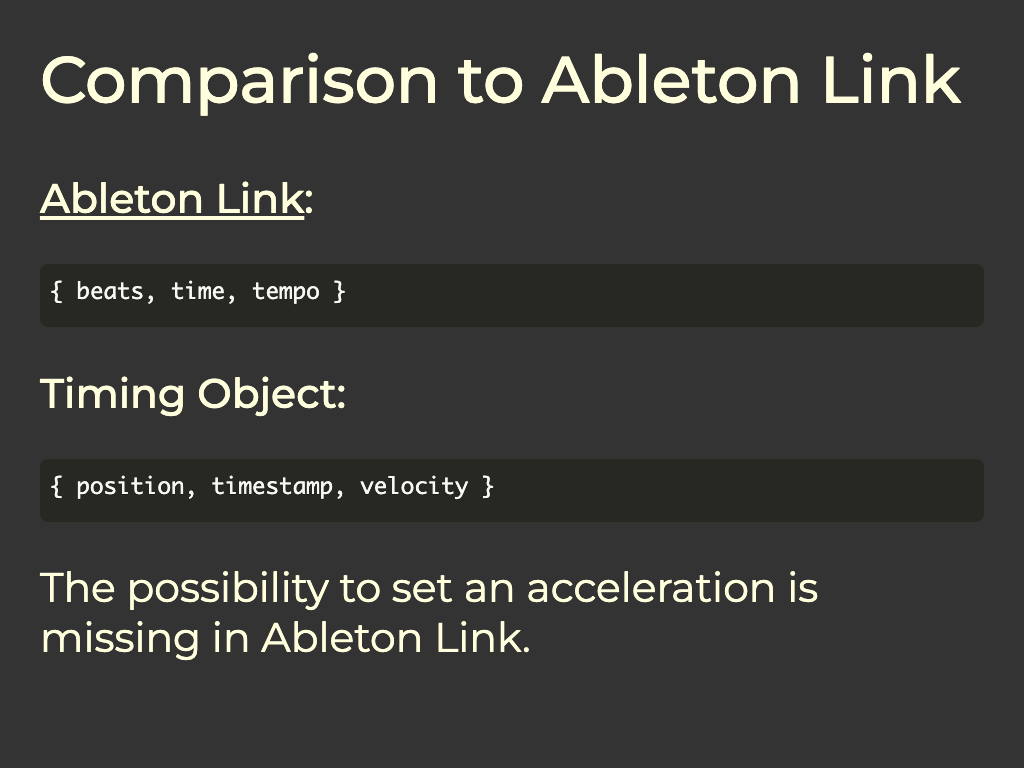 Comparison to Ableton Link
Ableton Link:
{ beats, time, tempo }
Timing Object:
{ position, timestamp, velocity }
The possibility to set an acceleration is
missing in Ableton Link.